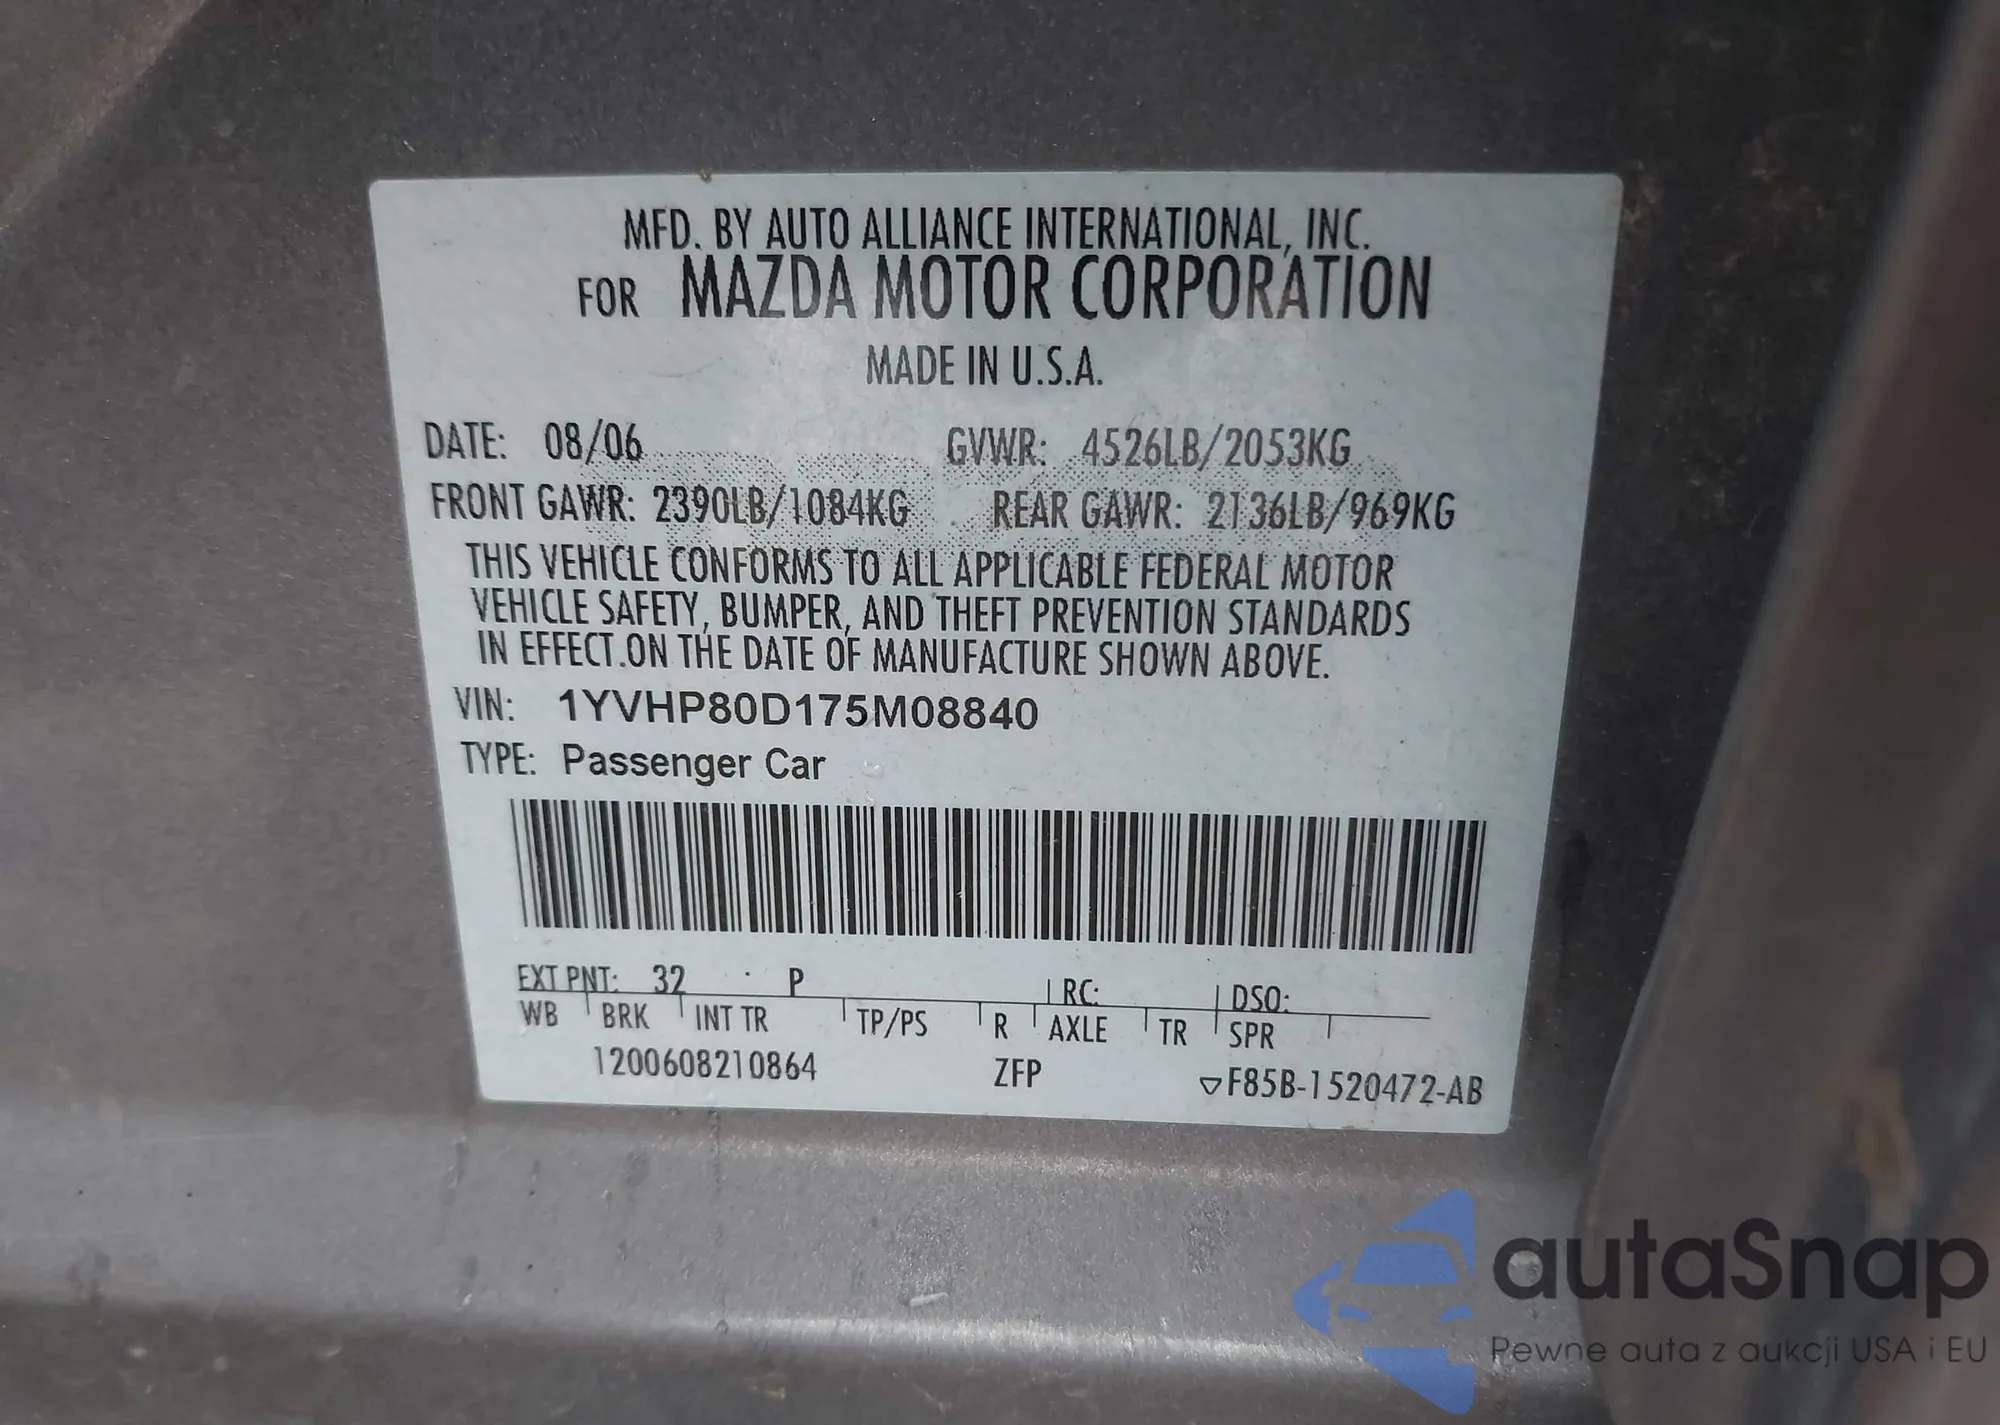 MFD. BY AUTO ALLIANCE INTERNATIONAL, INC.
FOR MAZDA MOTOR CORPORATION
MADE IN U.S.A.
DATE: 08/06 GVWR: 4526LB/2053KG
FRONT GAWR: 2390LB/1084KG REAR GAWR: 2136LB/969KG
THIS VEHICLE CONFORMS TO ALL APPLICABLE FEDERAL MOTOR
VEHICLE SAFETY, BUMPER, AND THEFT PREVENTION STANDARDS
IN EFFECT ON THE DATE OF MANUFACTURE SHOWN ABOVE.
VIN: 1YVHP80D175M08840
TYPE: Passenger Car
EXT PNT: 32 P RC: DSO:
WB BRK INT TR TP/PS R AXLE TR SPR
1200608210864 ZFP ▽F85B-1520472-AB
autaSnap
Pewne auta z aukcji USA i EU